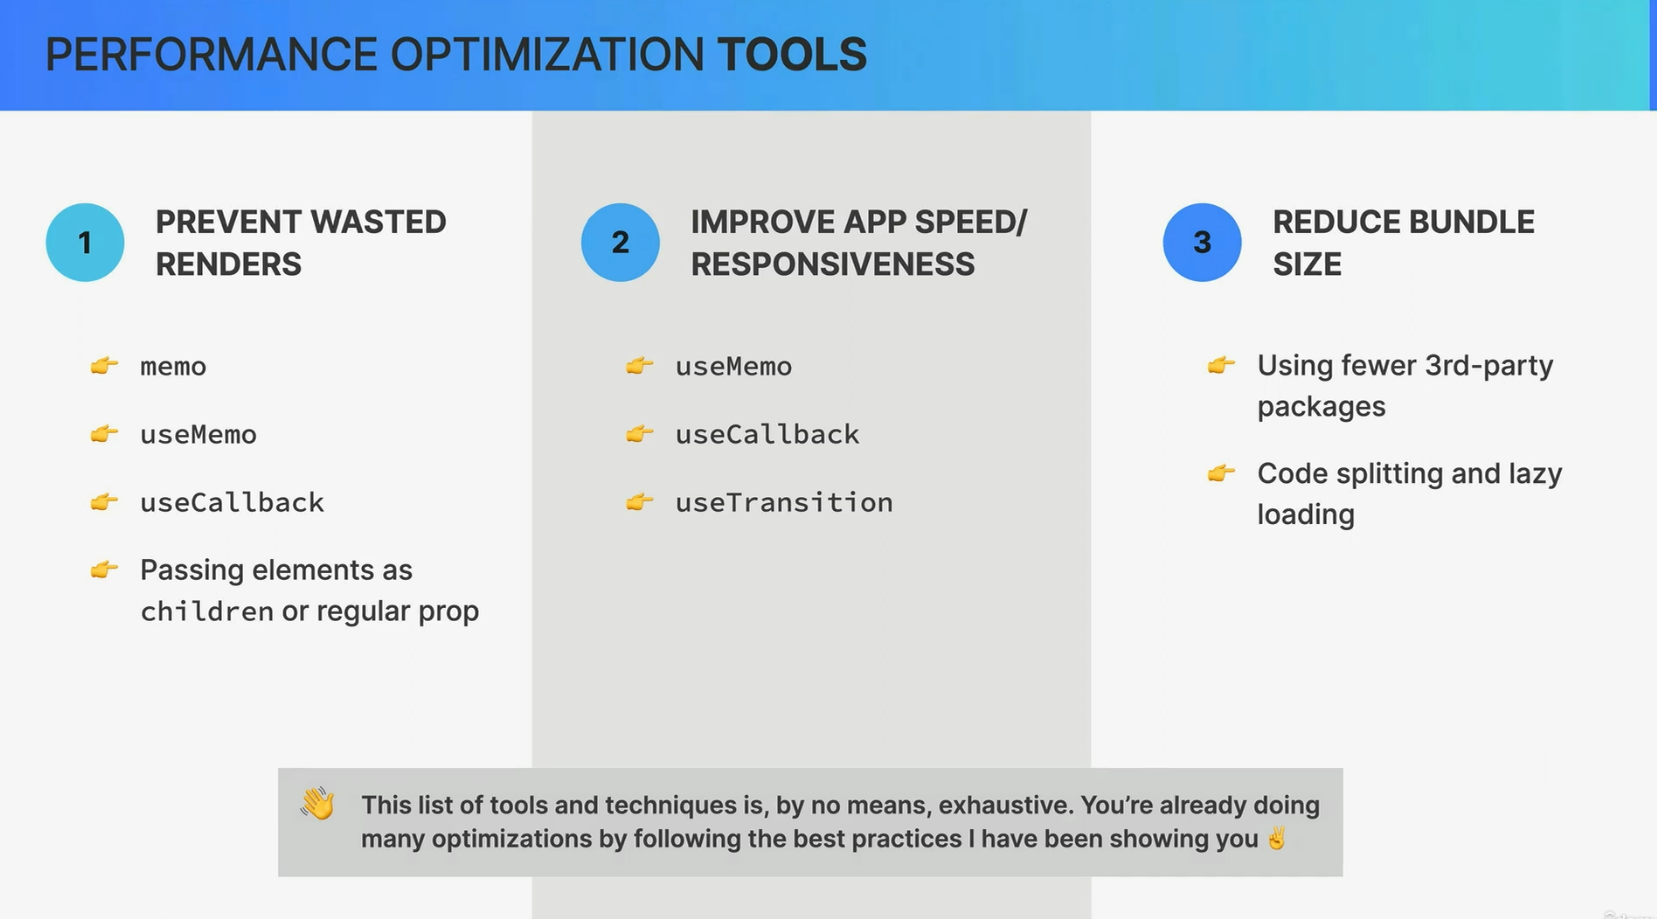 PERFORMANCE OPTIMIZATION TOOLS
1
PREVENT WASTED
RENDERS
👉 memo
👉 useMemo
👉 useCallback
👉 Passing elements as
children or regular prop
2
IMPROVE APP SPEED/
RESPONSIVENESS
👉 useMemo
👉 useCallback
👉 useTransition
3
REDUCE BUNDLE
SIZE
👉 Using fewer 3rd-party
packages
👉 Code splitting and lazy
loading
👋 This list of tools and techniques is, by no means, exhaustive. You’re already doing
many optimizations by following the best practices I have been showing you ✌️